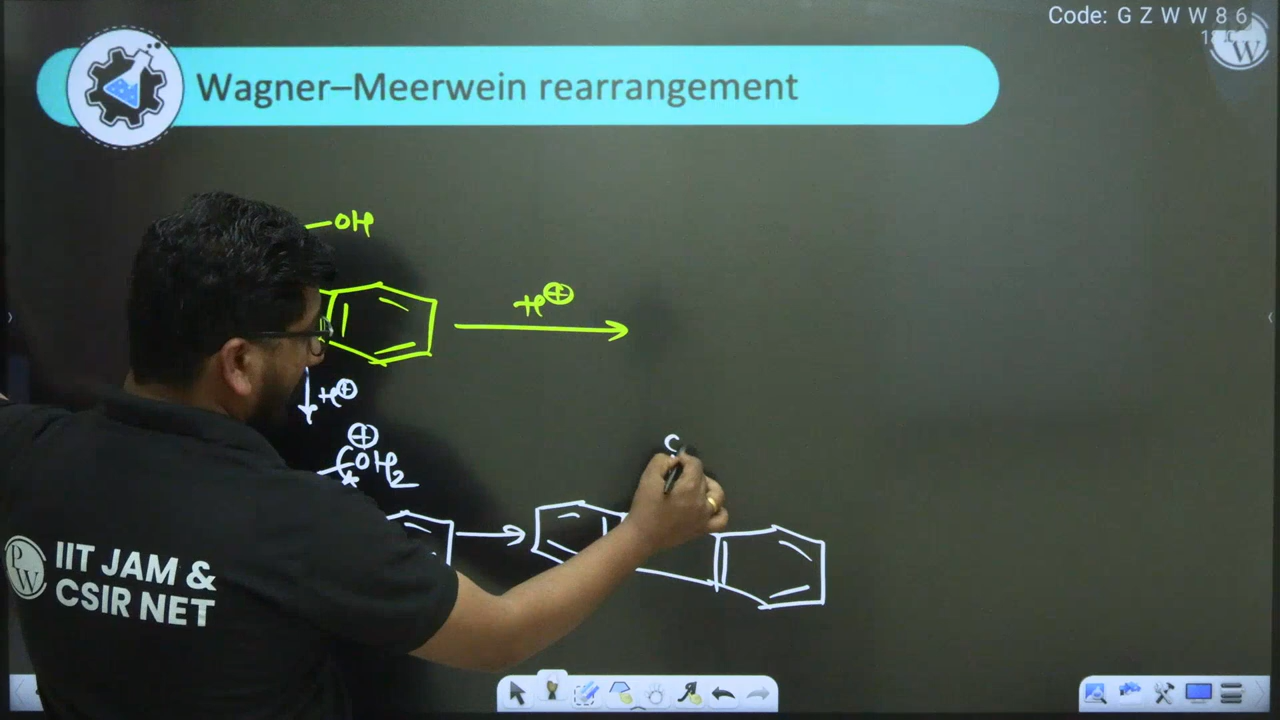 Code: G Z W W 8 6
Wagner–Meerwein rearrangement
–OH
H⊕
H⊕
⊕
OH2
IIT JAM &
CSIR NET